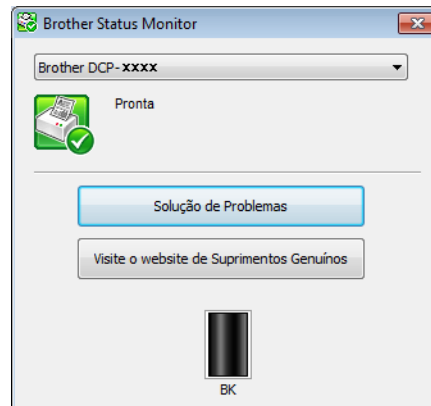 Brother Status Monitor
Brother DCP-xxxx
Pronta
Solução de Problemas
Visite o website de Suprimentos Genuínos
BK